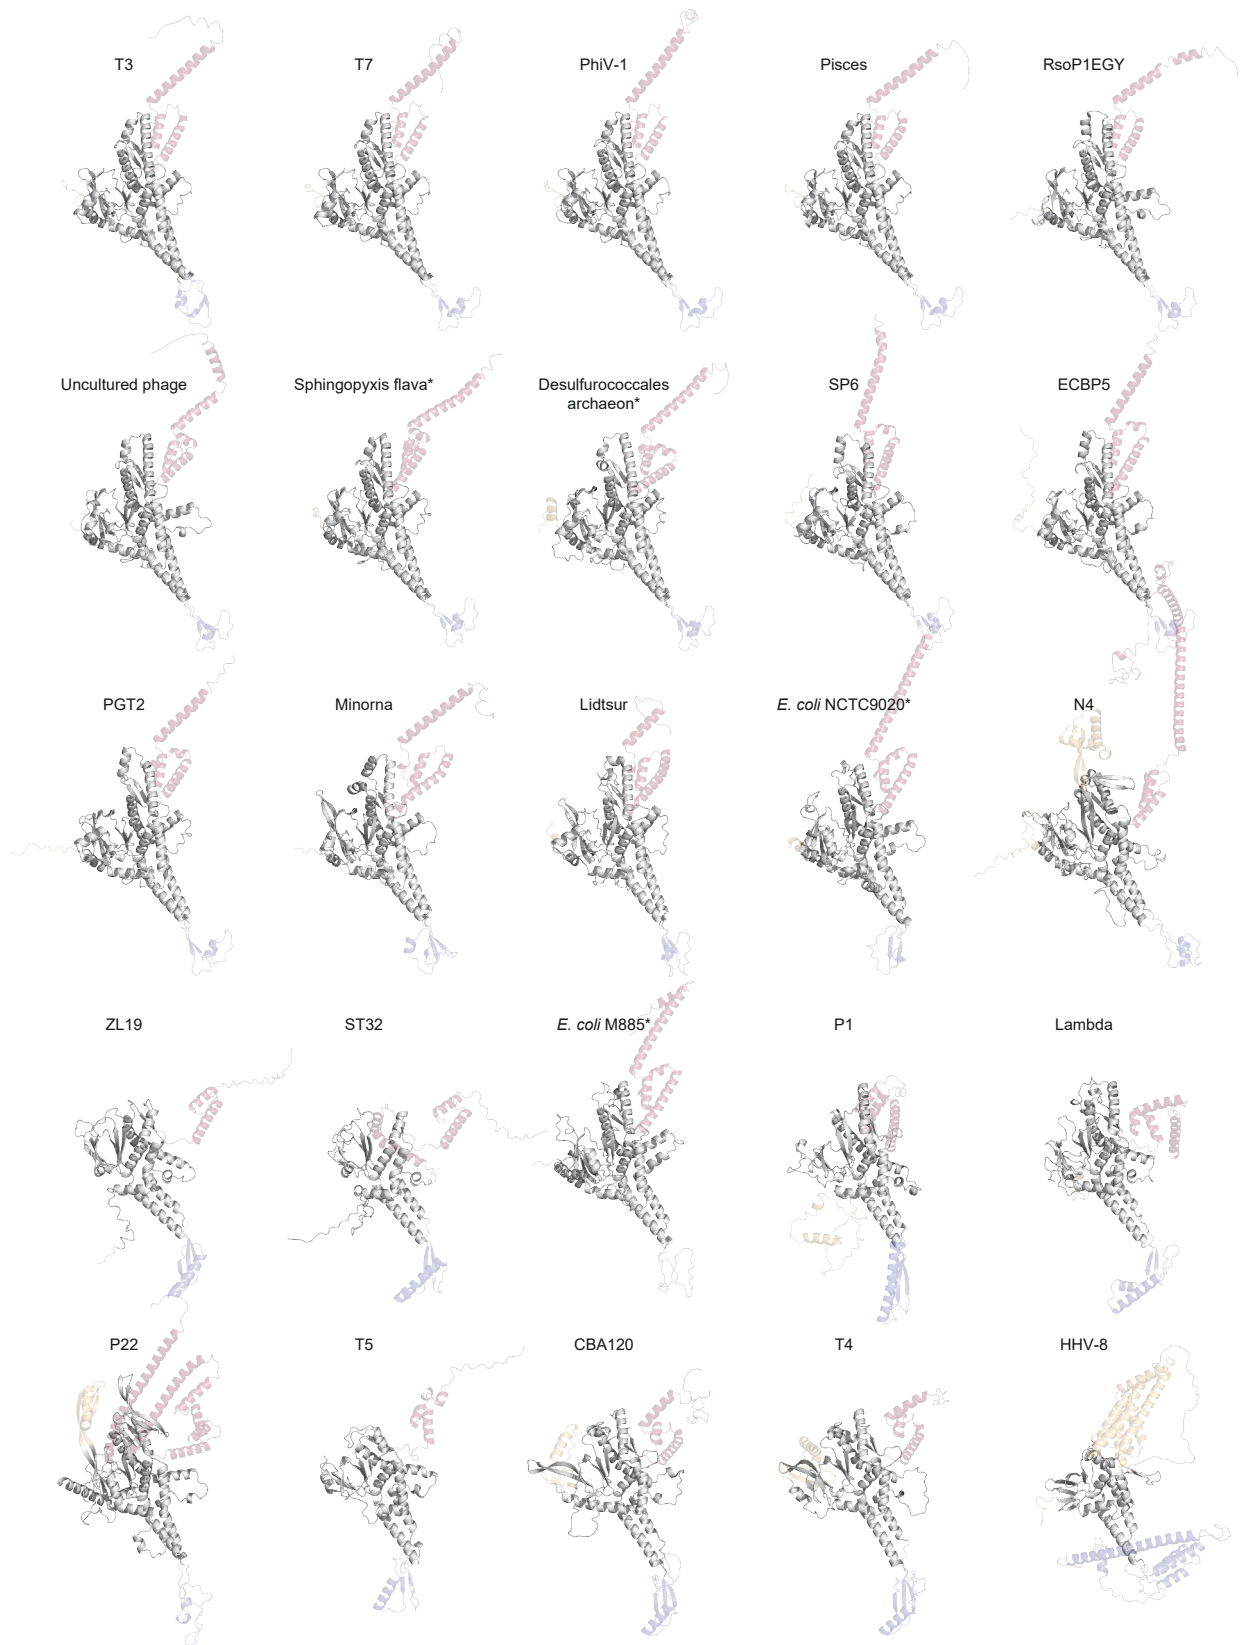 T3
T7
PhiV-1
Pisces
RsoP1EGY
Uncultured phage
Sphingopyxis flava*
Desulfurococcales
archaeon*
SP6
ECBP5
PGT2
Minorna
Lidtsur
E. coli NCTC9020*
N4
ZL19
ST32
E. coli M885*
P1
Lambda
P22
T5
CBA120
T4
HHV-8